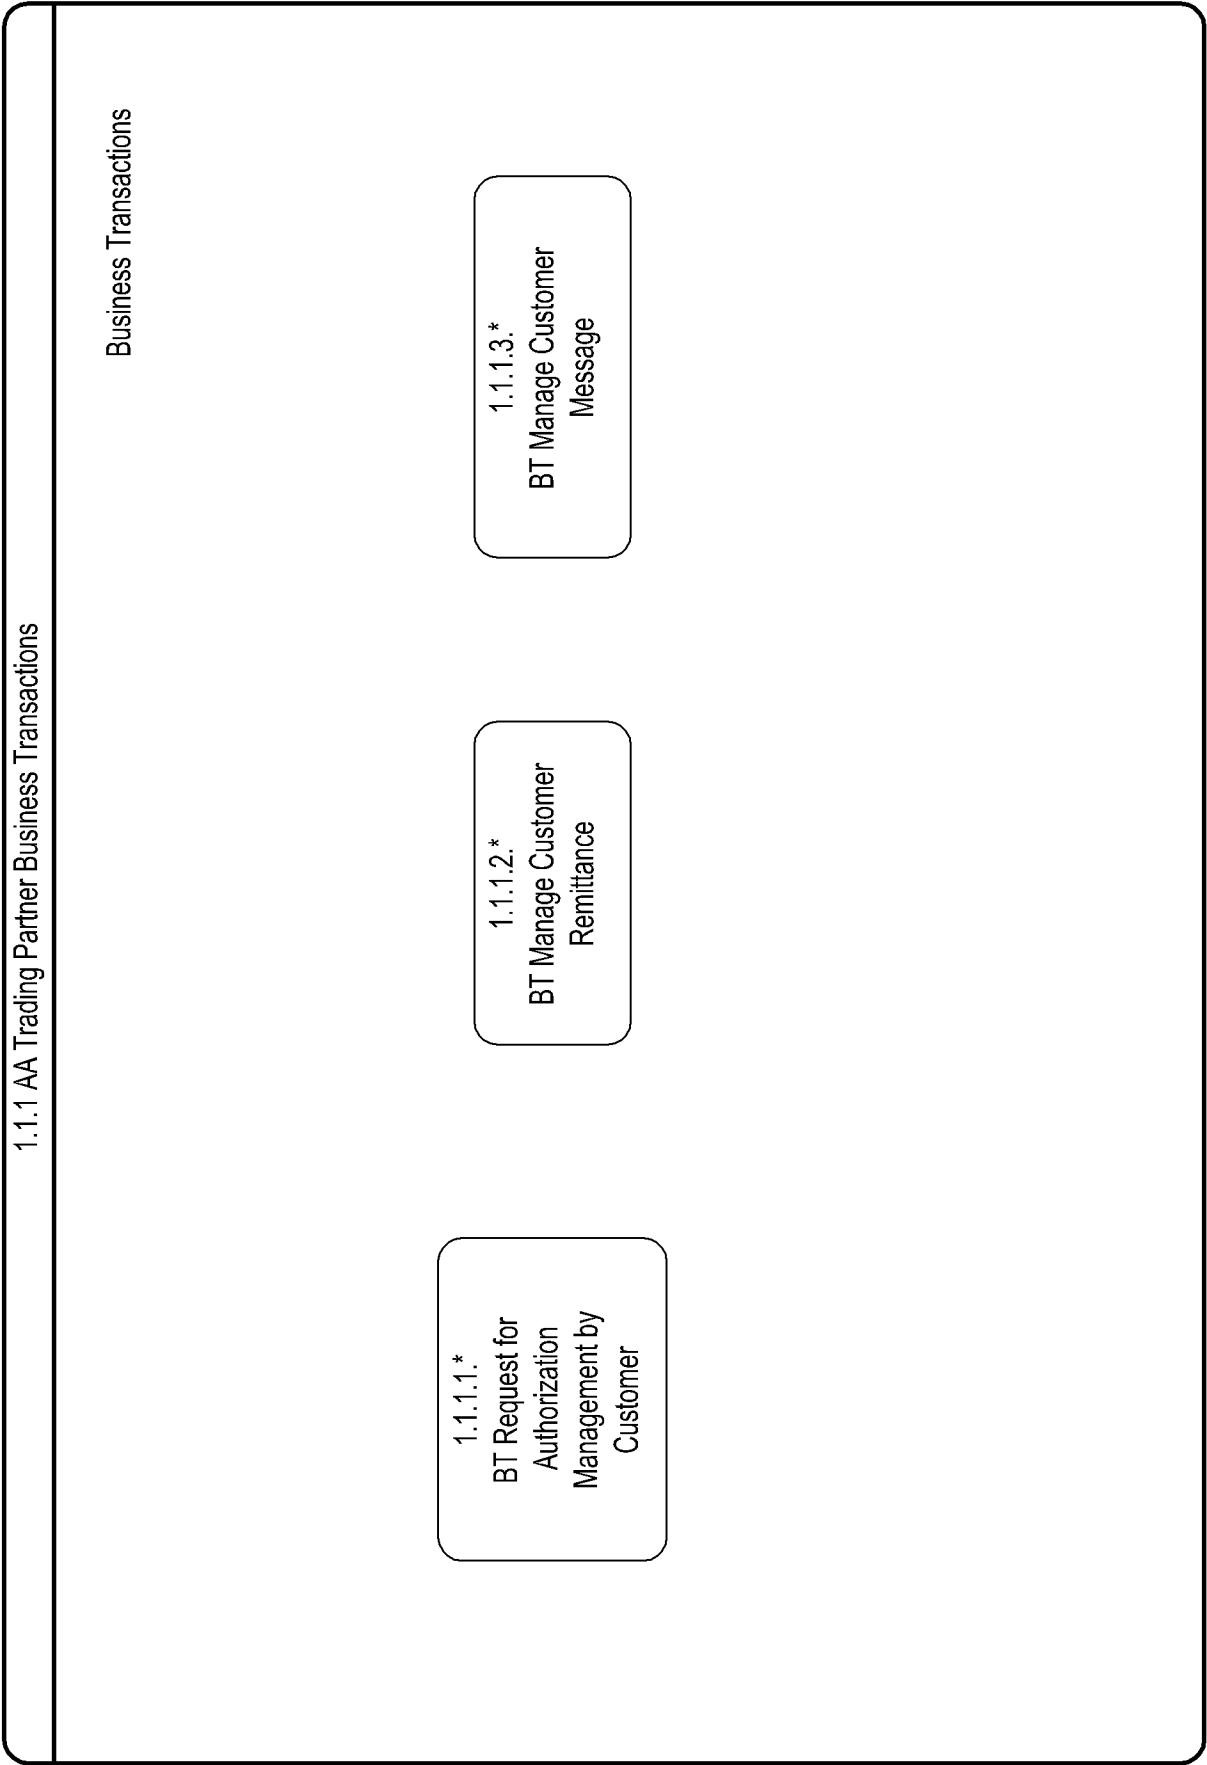 1.1.1 AA Trading Partner Business Transactions
Business Transactions
1.1.1.1.*
BT Request for
Authorization
Management by
Customer
1.1.1.2.*
BT Manage Customer
Remittance
1.1.1.3.*
BT Manage Customer
Message